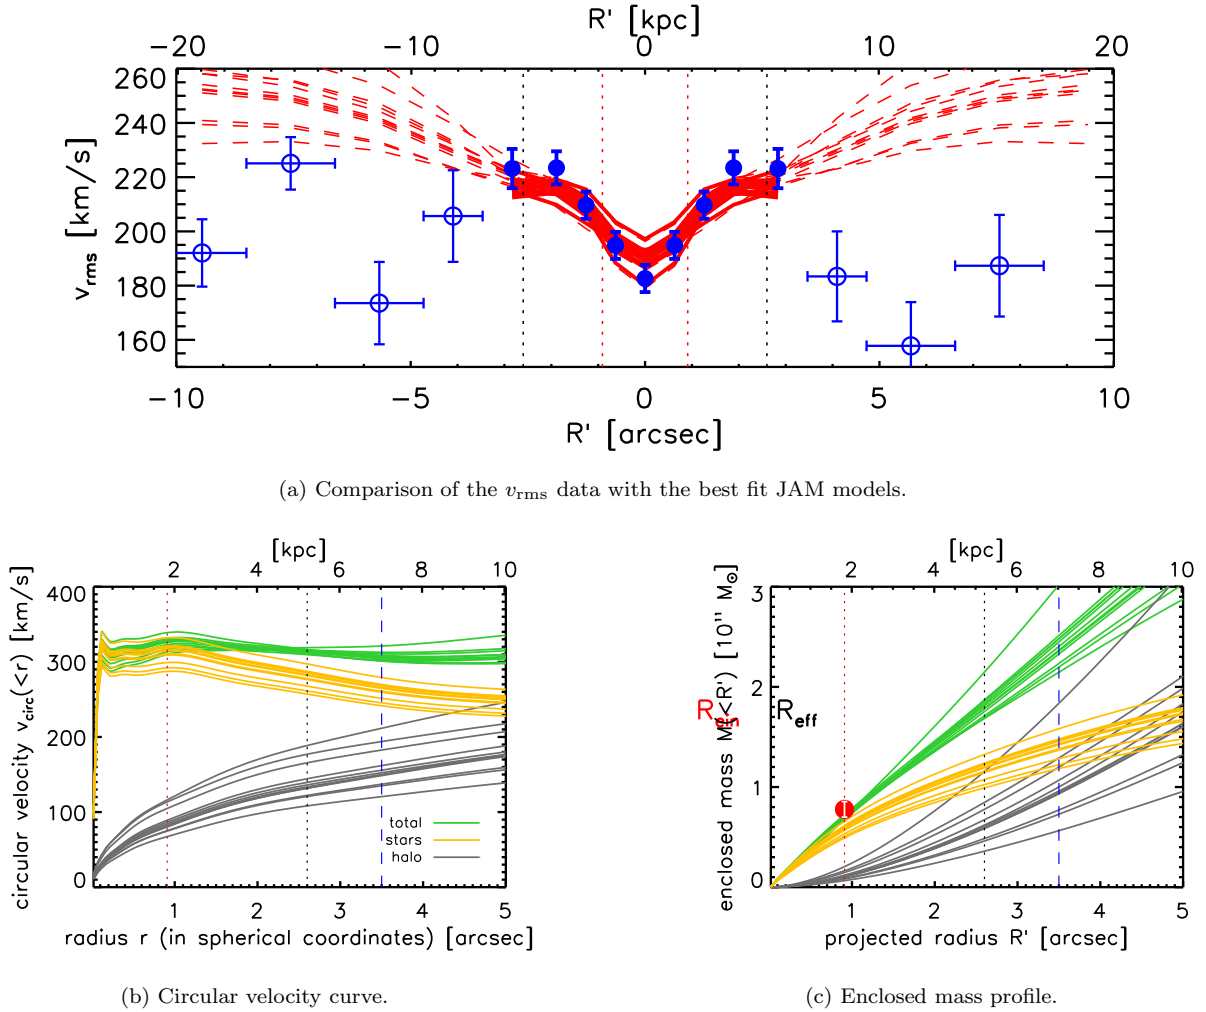 R' [kpc]
−20 −10 0 10 20
260
240
220
200
180
160
v_rms [km/s]
−10 −5 0 5 10
R' [arcsec]
(a) Comparison of the v_rms data with the best fit JAM models.
[kpc]
2 4 6 8 10
400
300
200
100
0
circular velocity v_circ(<r) [km/s]
total
stars
halo
1 2 3 4 5
radius r (in spherical coordinates) [arcsec]
(b) Circular velocity curve.
[kpc]
2 4 6 8 10
3
2
1
0
enclosed mass M(<R') [10¹¹ M⊙]
R_ein
R_eff
1 2 3 4 5
projected radius R' [arcsec]
(c) Enclosed mass profile.